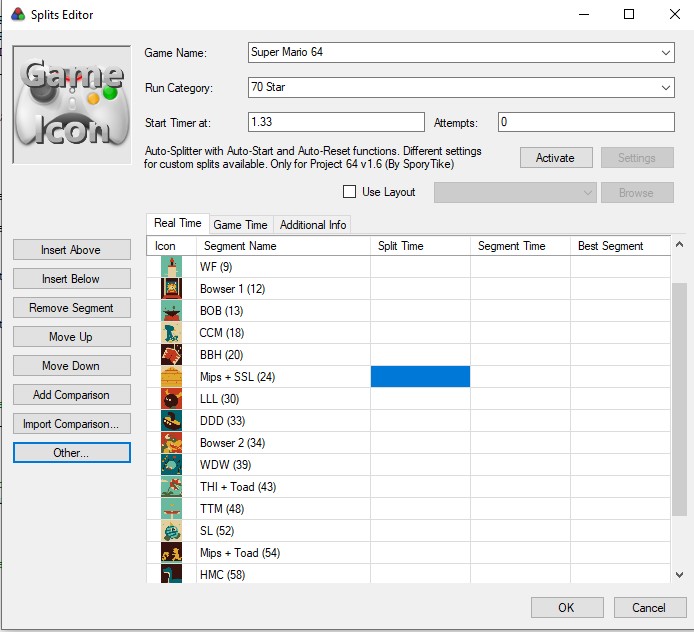 Splits Editor
Game Icon
Game Name:
Super Mario 64
Run Category:
70 Star
Start Timer at:
1.33
Attempts:
0
Auto-Splitter with Auto-Start and Auto-Reset functions. Different settings
for custom splits available. Only for Project 64 v1.6 (By SporyTike)
Activate
Settings
Use Layout
Browse
Real Time
Game Time
Additional Info
Insert Above
Insert Below
Remove Segment
Move Up
Move Down
Add Comparison
Import Comparison...
Other...
Icon Segment Name Split Time Segment Time Best Segment
WF (9)
Bowser 1 (12)
BOB (13)
CCM (18)
BBH (20)
Mips + SSL (24)
LLL (30)
DDD (33)
Bowser 2 (34)
WDW (39)
THI + Toad (43)
TTM (48)
SL (52)
Mips + Toad (54)
HMC (58)
OK
Cancel